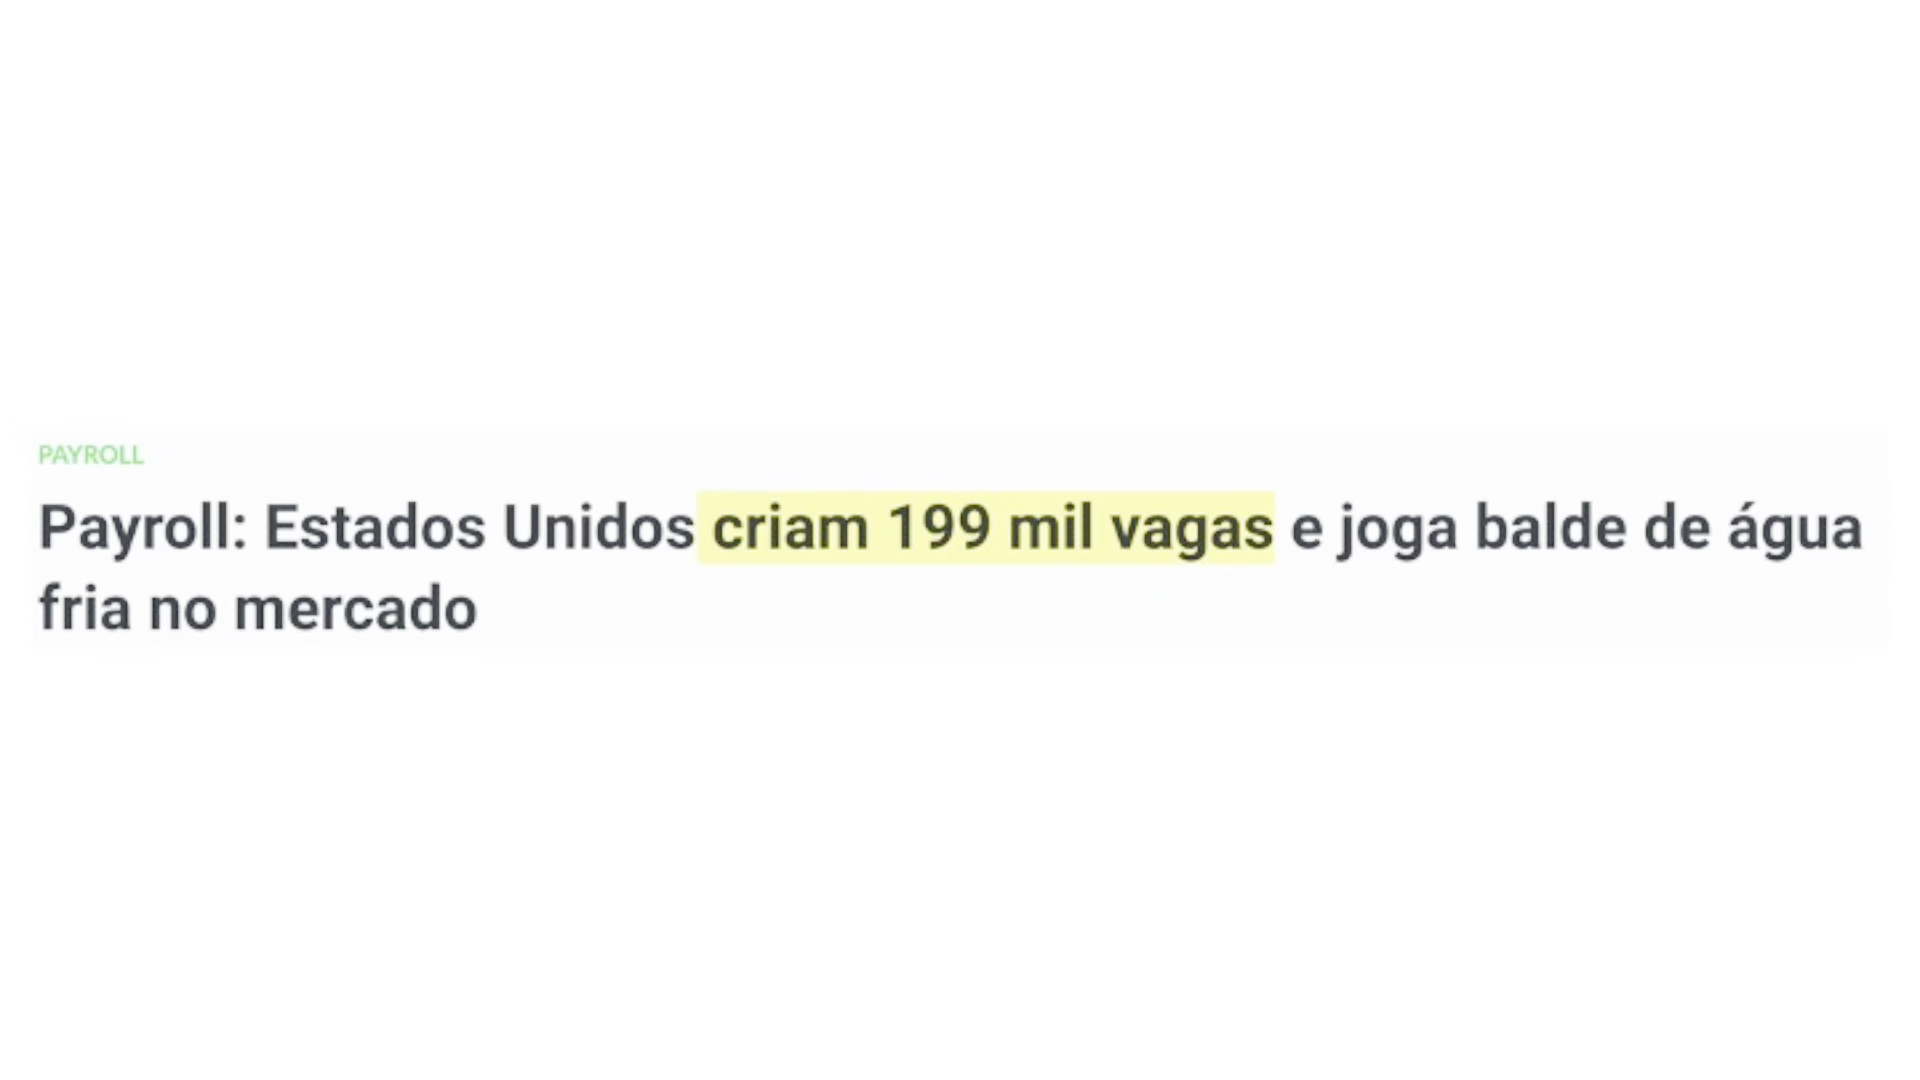 PAYROLL
Payroll: Estados Unidos criam 199 mil vagas e joga balde de água
fria no mercado